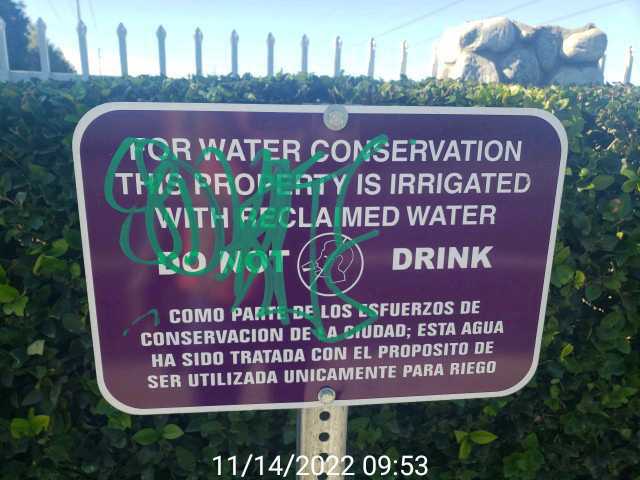 FOR WATER CONSERVATION
THIS PROPERTY IS IRRIGATED
WITH RECLAIMED WATER
DO NOT DRINK
COMO PARTE DE LOS ESFUERZOS DE
CONSERVACION DE LA CIUDAD; ESTA AGUA
HA SIDO TRATADA CON EL PROPOSITO DE
SER UTILIZADA UNICAMENTE PARA RIEGO
11/14/2022 09:53